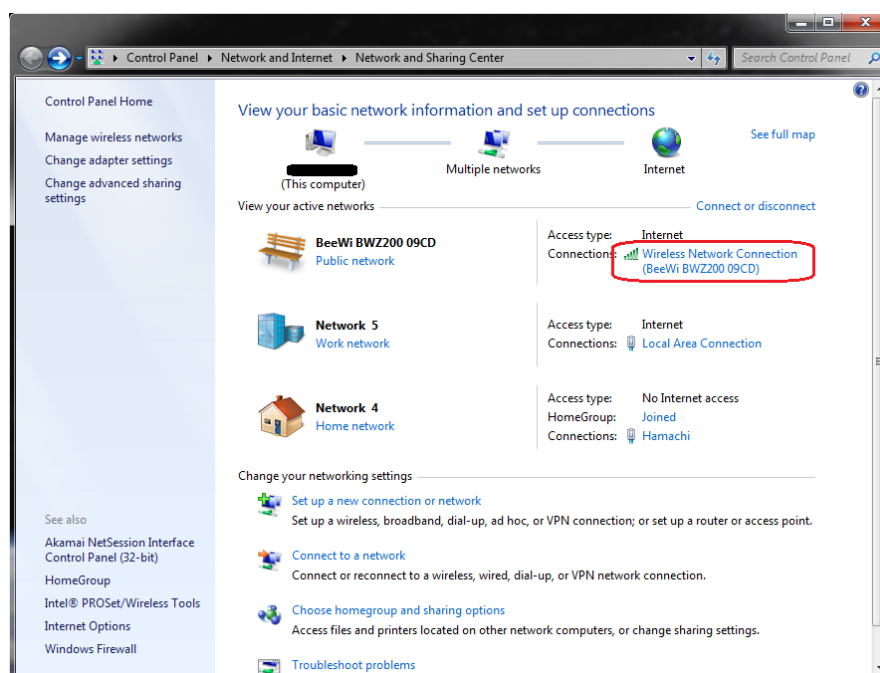 Control Panel ▸ Network and Internet ▸ Network and Sharing Center
Search Control Panel
Control Panel Home
Manage wireless networks
Change adapter settings
Change advanced sharing
settings
View your basic network information and set up connections
See full map
(This computer)
Multiple networks
Internet
View your active networks
Connect or disconnect
BeeWi BWZ200 09CD
Public network
Access type: Internet
Connections: Wireless Network Connection
(BeeWi BWZ200 09CD)
Network 5
Work network
Access type: Internet
Connections: Local Area Connection
Network 4
Home network
Access type: No Internet access
HomeGroup: Joined
Connections: Hamachi
Change your networking settings
Set up a new connection or network
Set up a wireless, broadband, dial-up, ad hoc, or VPN connection; or set up a router or access point.
Connect to a network
Connect or reconnect to a wireless, wired, dial-up, or VPN network connection.
Choose homegroup and sharing options
Access files and printers located on other network computers, or change sharing settings.
Troubleshoot problems
See also
Akamai NetSession Interface
Control Panel (32-bit)
HomeGroup
Intel® PROSet/Wireless Tools
Internet Options
Windows Firewall